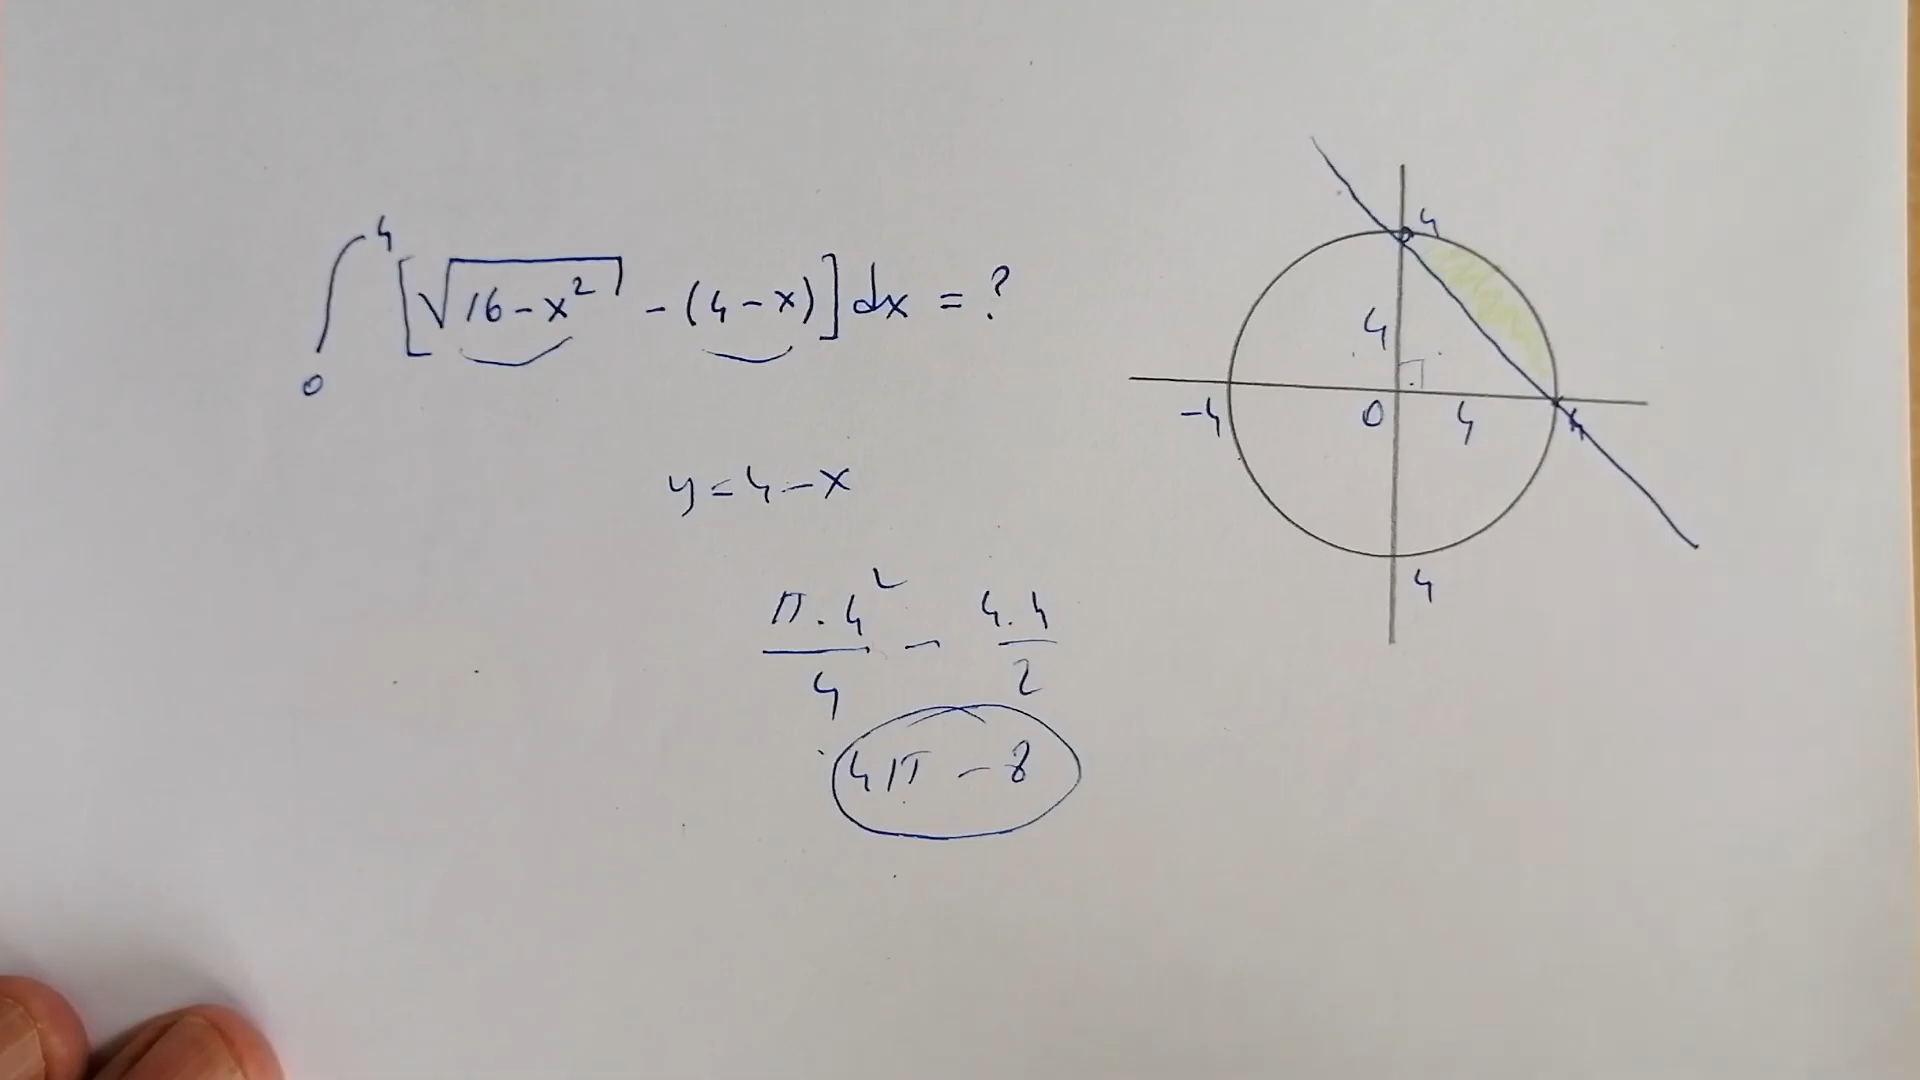 ∫₀⁴ [√(16-x²) - (4-x)] dx = ?
y = 4-x
π.4²/4 - 4.4/2
4π - 8
4
4
-4
0
4
4
4